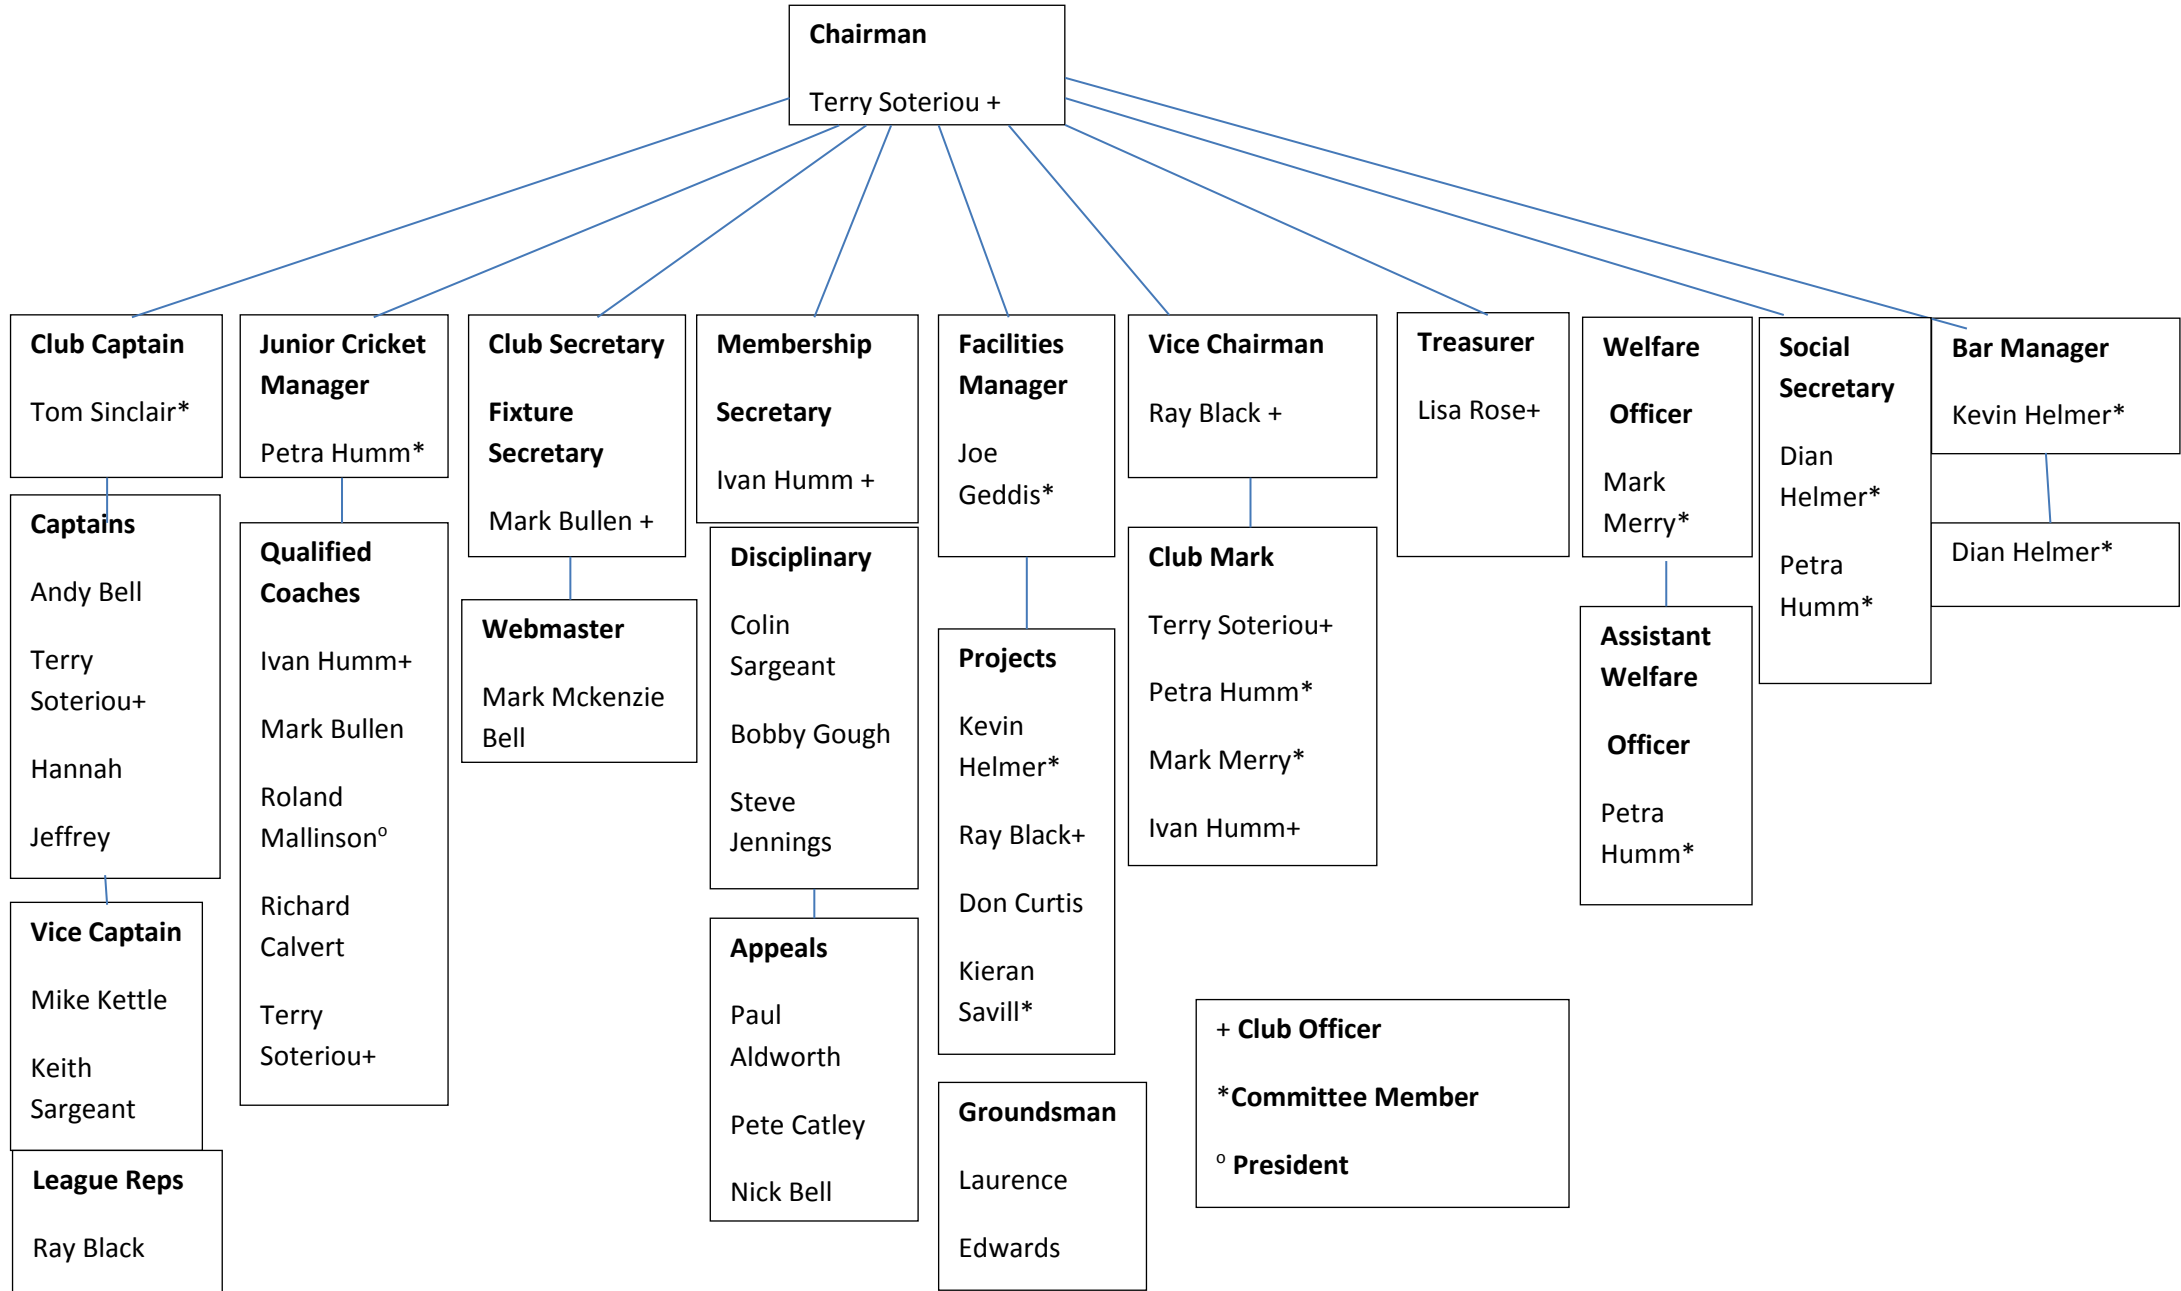 Chairman
Terry Soteriou +
Club Captain
Tom Sinclair*
Captains
Andy Bell
Terry
Soteriou+
Hannah
Jeffrey
Vice Captain
Mike Kettle
Keith
Sargeant
League Reps
Ray Black
Junior Cricket
Manager
Petra Humm*
Qualified
Coaches
Ivan Humm+
Mark Bullen
Roland
Mallinsonº
Richard
Calvert
Terry
Soteriou+
Club Secretary
Fixture
Secretary
Mark Bullen +
Webmaster
Mark Mckenzie
Bell
Membership
Secretary
Ivan Humm +
Disciplinary
Colin
Sargeant
Bobby Gough
Steve
Jennings
Appeals
Paul
Aldworth
Pete Catley
Nick Bell
Facilities
Manager
Joe
Geddis*
Projects
Kevin
Helmer*
Ray Black+
Don Curtis
Kieran
Savill*
Groundsman
Laurence
Edwards
Vice Chairman
Ray Black +
Club Mark
Terry Soteriou+
Petra Humm*
Mark Merry*
Ivan Humm+
Treasurer
Lisa Rose+
Welfare
Officer
Mark
Merry*
Assistant
Welfare
Officer
Petra
Humm*
Social
Secretary
Dian
Helmer*
Petra
Humm*
Bar Manager
Kevin Helmer*
Dian Helmer*
+ Club Officer
*Committee Member
º President